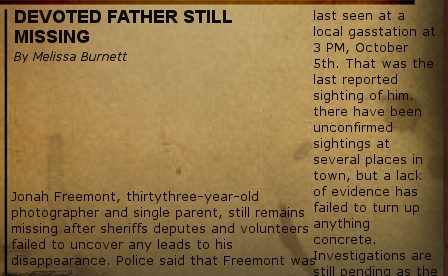 DEVOTED FATHER STILL
MISSING
By Melissa Burnett
Jonah Freemont, thirtythree-year-old
photographer and single parent, still remains
missing after sheriffs deputes and volunteers
failed to uncover any leads to his
disappearance. Police said that Freemont was
last seen at a
local gasstation at
3 PM, October
5th. That was the
last reported
sighting of him.
there have been
unconfirmed
sightings at
several places in
town, but a lack
of evidence has
failed to turn up
anything
concrete.
Investigations are
still pending as the